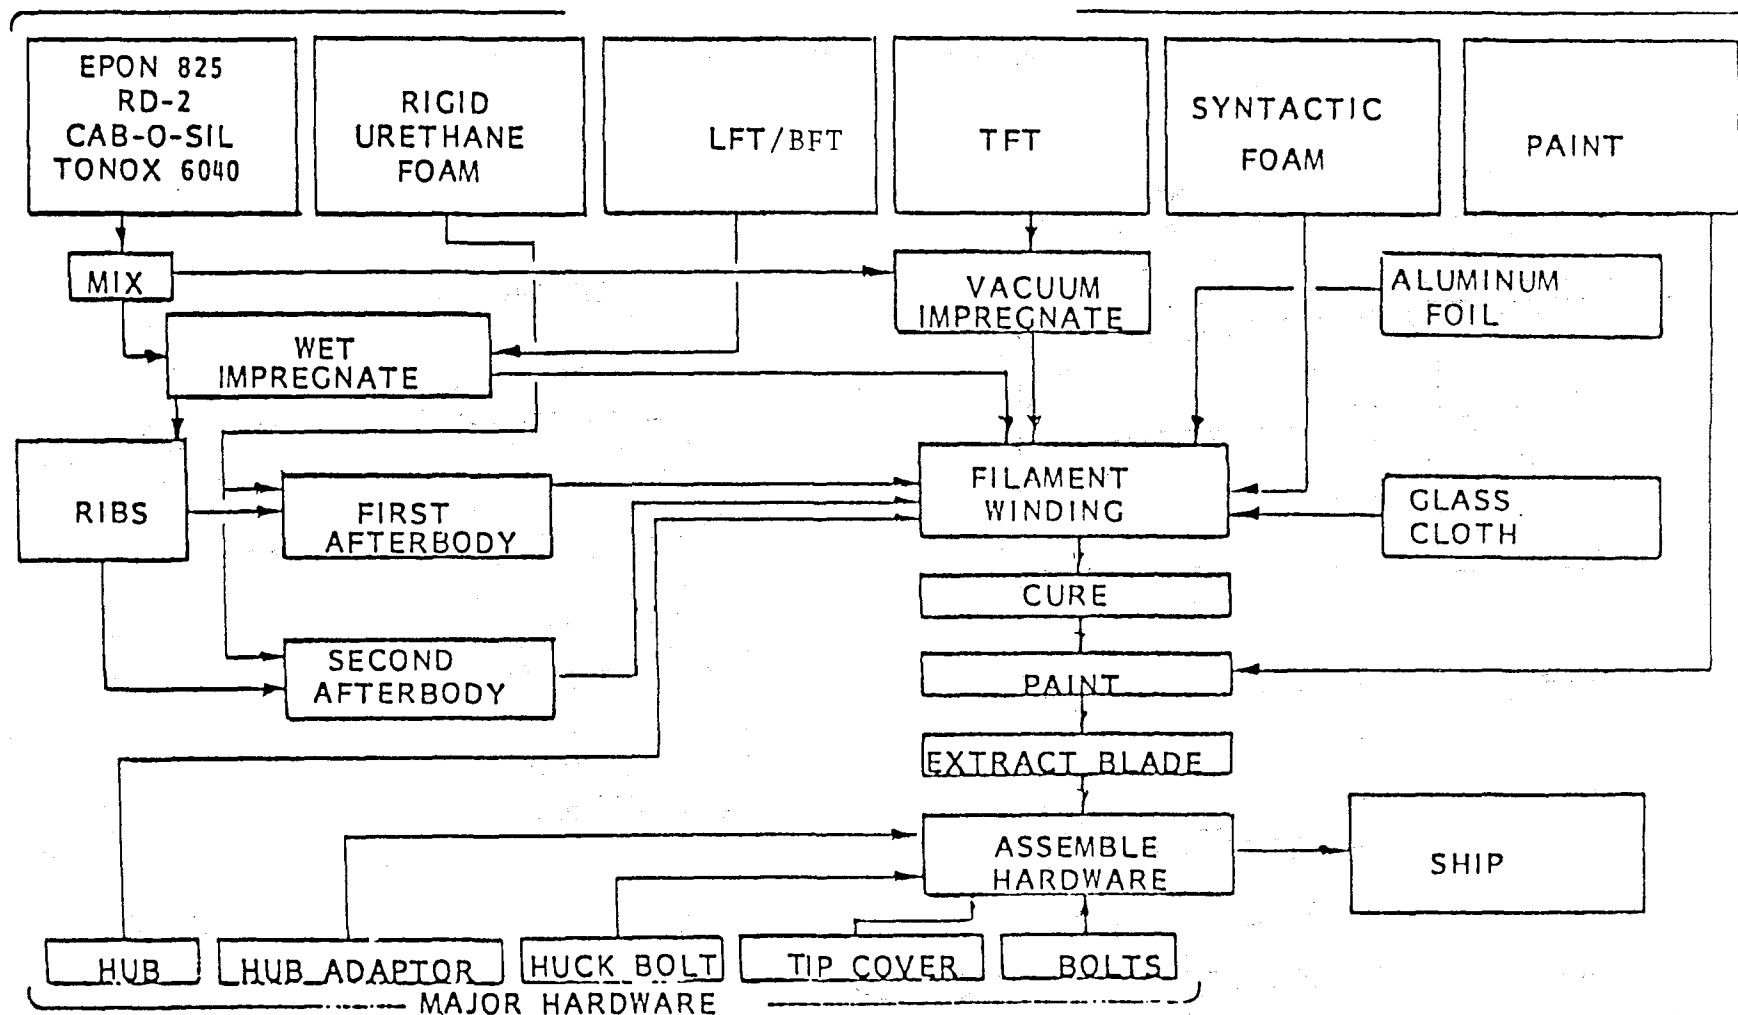 EPON 825
RD-2
CAB-O-SIL
TONOX 6040
RIGID
URETHANE
FOAM
LFT/BFT
TFT
SYNTACTIC
FOAM
PAINT
MIX
VACUUM
IMPREGNATE
ALUMINUM
FOIL
WET
IMPREGNATE
RIBS
FIRST
AFTERBODY
FILAMENT
WINDING
GLASS
CLOTH
CURE
SECOND
AFTERBODY
PAINT
EXTRACT BLADE
ASSEMBLE
HARDWARE
SHIP
HUB
HUB ADAPTOR
HUCK BOLT
TIP COVER
BOLTS
MAJOR HARDWARE